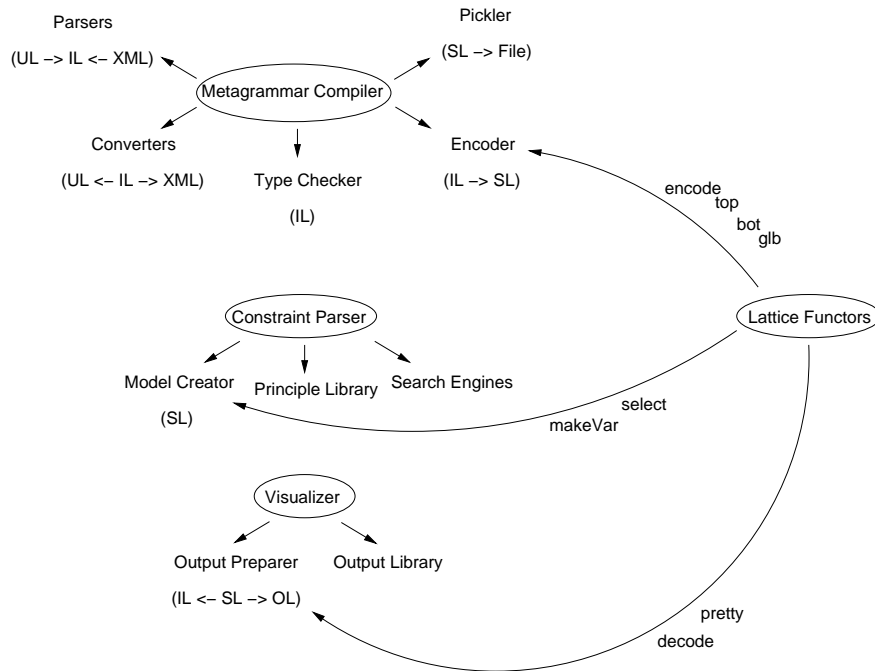 Parsers
(UL −> IL <− XML)
Pickler
(SL −> File)
Metagrammar Compiler
Converters
(UL <− IL −> XML)
Type Checker
(IL)
Encoder
(IL −> SL)
encode
top
bot
glb
Constraint Parser
Lattice Functors
Model Creator
(SL)
Principle Library
Search Engines
select
makeVar
Visualizer
Output Preparer
(IL <− SL −> OL)
Output Library
pretty
decode